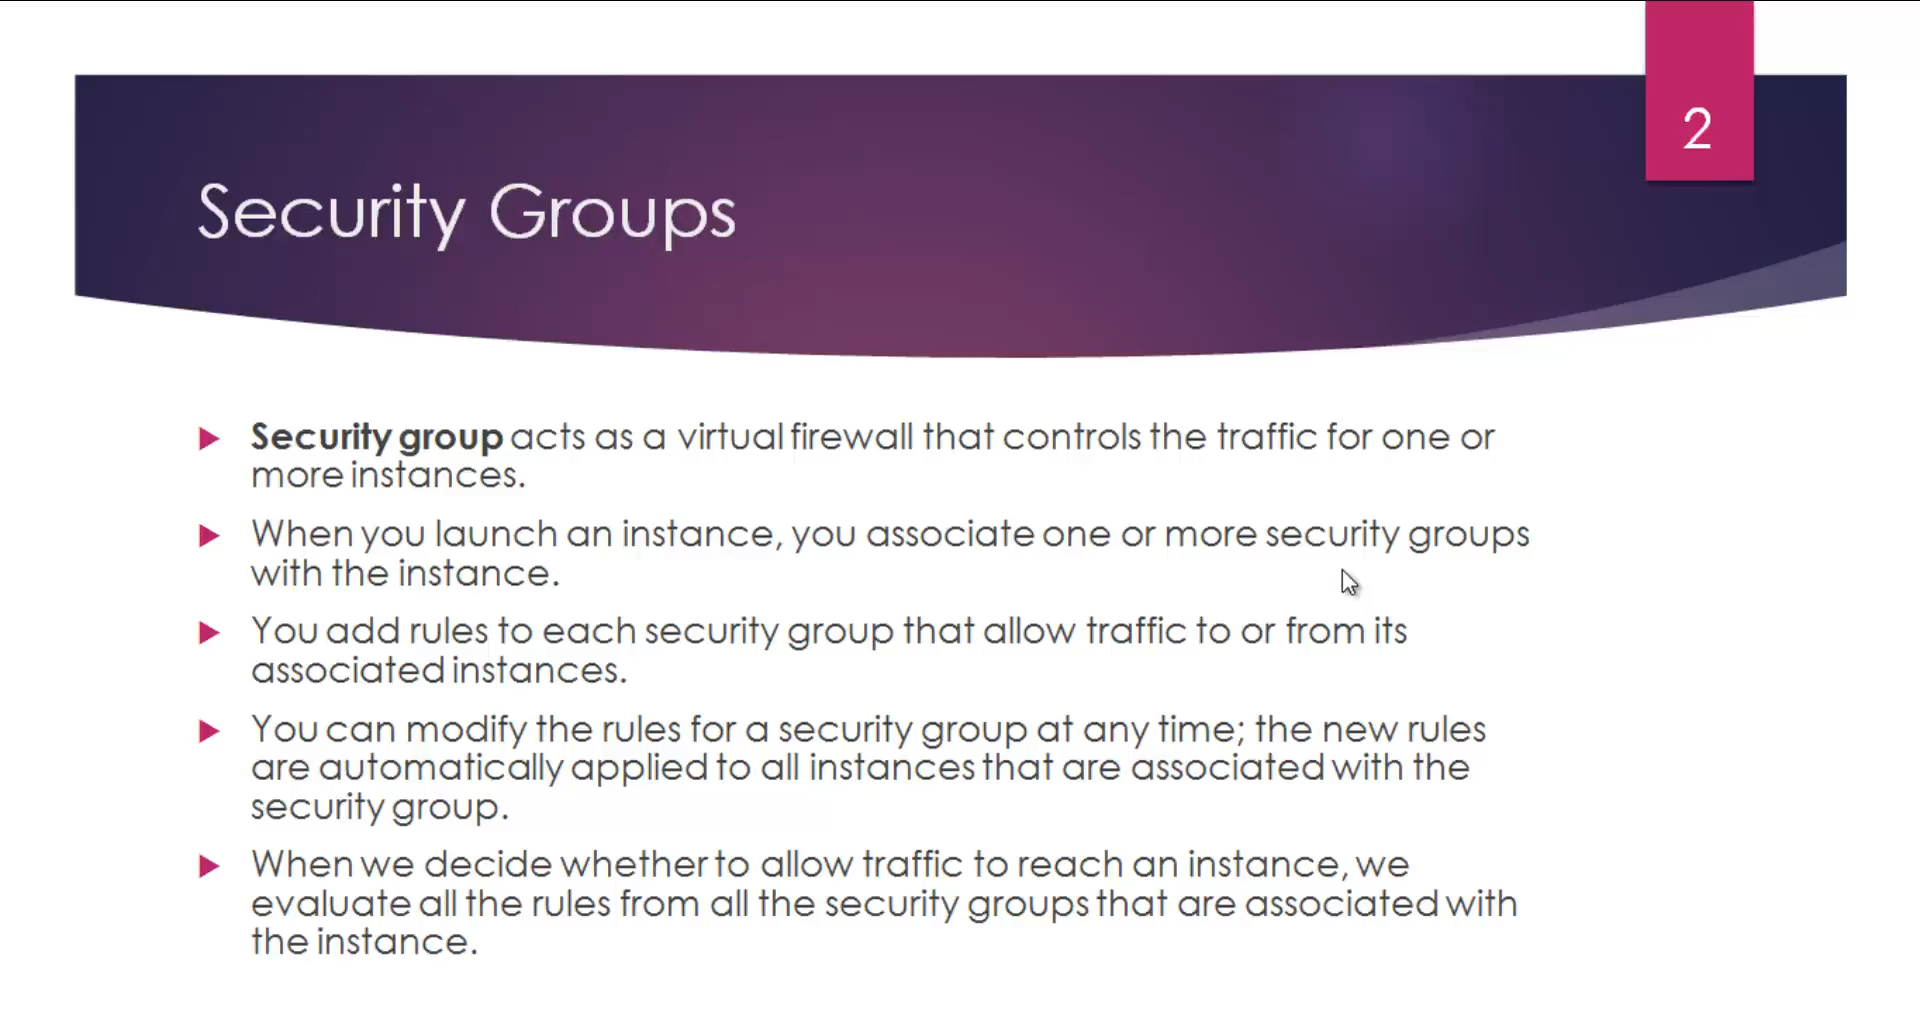 2
Security Groups
Security group acts as a virtual firewall that controls the traffic for one or
more instances.
When you launch an instance, you associate one or more security groups
with the instance.
You add rules to each security group that allow traffic to or from its
associated instances.
You can modify the rules for a security group at any time; the new rules
are automatically applied to all instances that are associated with the
security group.
When we decide whether to allow traffic to reach an instance, we
evaluate all the rules from all the security groups that are associated with
the instance.